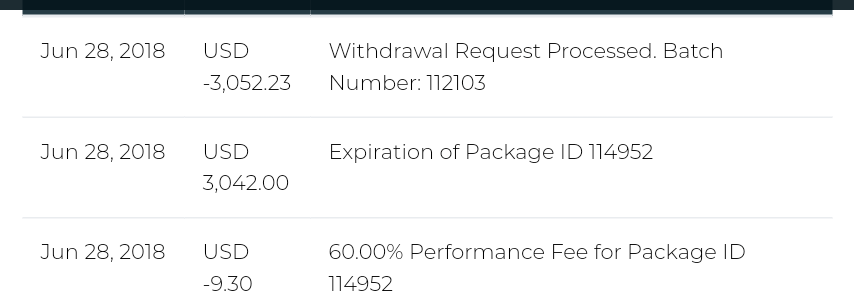 Jun 28, 2018
USD
-3,052.23
Withdrawal Request Processed. Batch
Number: 112103
Jun 28, 2018
USD
3,042.00
Expiration of Package ID 114952
Jun 28, 2018
USD
-9.30
60.00% Performance Fee for Package ID
114952